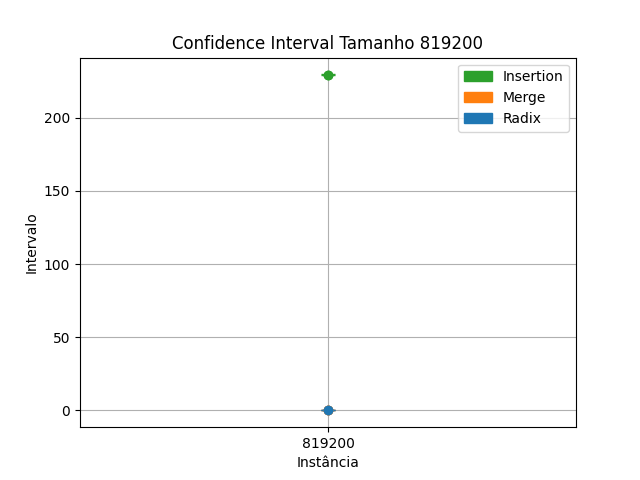 Confidence Interval Tamanho 819200
Insertion
Merge
Radix
200
150
100
50
0
Intervalo
819200
Instância